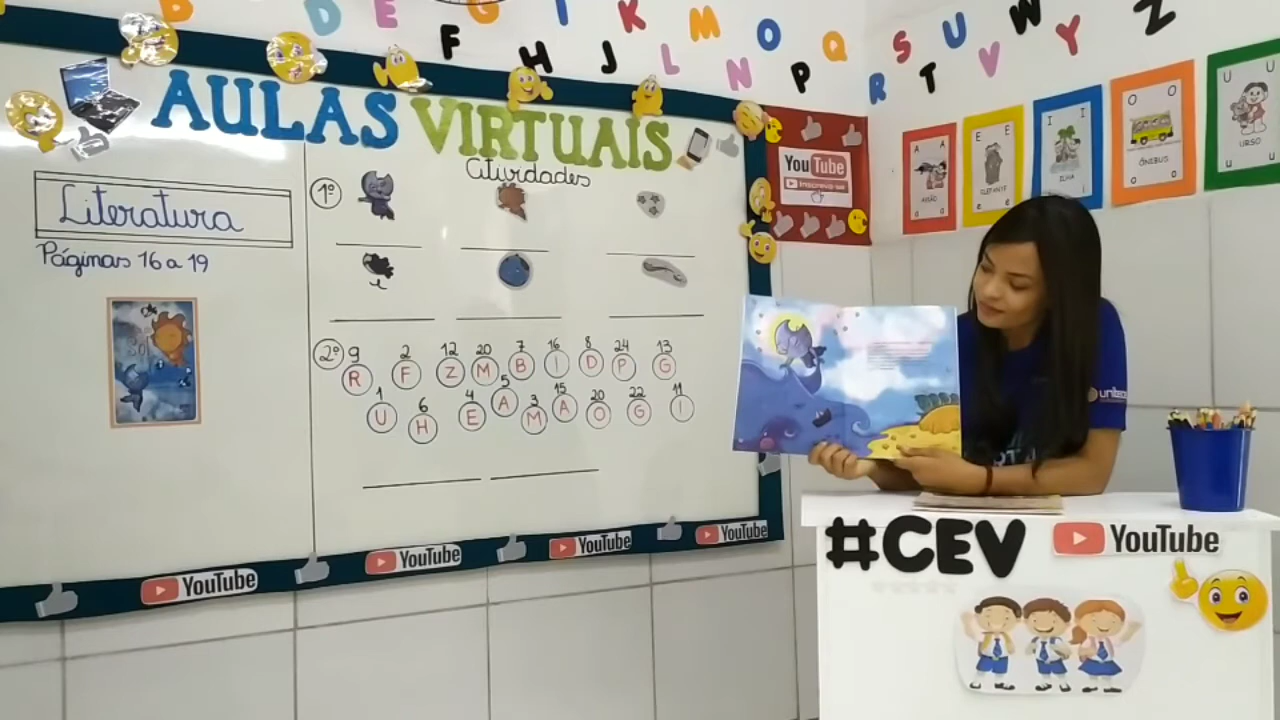 B D E G I K M O Q S U W Y Z
F H J L N P R T V
AULAS VIRTUAIS
Literatura
Páginas 16 a 19
Atividades
1º
2º
9 2 12 20 7 16 8 24 13
R F Z M B I D P G
1 6 4 5 3 15 20 22 11
U H E A M A O G I
YouTube
YouTube
YouTube
YouTube
YouTube
Inscreva-se
A A
a a
E E
ELEFANTE
e e
I I
ILHA
i i
O O
ÔNIBUS
o o
U U
URSO
u u
#CEV
YouTube